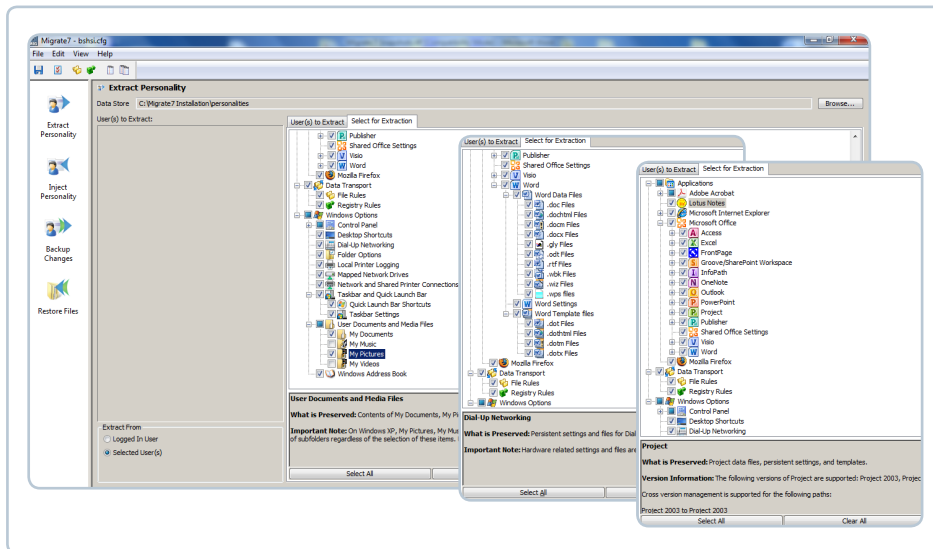 Migrate7 - bshsi.cfg
File Edit View Help
Extract Personality
Inject Personality
Backup Changes
Restore Files
Extract Personality
Data Store C:\Migrate7 Installation\personalities
Browse...
User(s) to Extract:
Extract From
Logged In User
Selected User(s)
User(s) to Extract Select for Extraction
Publisher
Shared Office Settings
Visio
Word
Mozilla Firefox
Data Transport
File Rules
Registry Rules
Windows Options
Control Panel
Desktop Shortcuts
Dial-Up Networking
Folder Options
Local Printer Logging
Mapped Network Drives
Network and Shared Printer Connections
Taskbar and Quick Launch Bar
Quick Launch Bar Shortcuts
Taskbar Settings
User Documents and Media Files
My Documents
My Music
My Pictures
My Videos
Windows Address Book
User Documents and Media Files
What is Preserved: Contents of My Documents, My Pi
Important Note: On Windows XP, My Pictures, My Mus
of subfolders regardless of the selection of these items.
Select All
User(s) to Extract Select for Extraction
Publisher
Shared Office Settings
Visio
Word
Word Data Files
.doc Files
.dochtml Files
.docm Files
.docx Files
.gly Files
.odt Files
.rtf Files
.wbk Files
.wiz Files
.wps files
Word Settings
Word Template files
.dot Files
.dothtml Files
.dotm Files
.dotx Files
Mozilla Firefox
Data Transport
File Rules
Registry Rules
Windows Options
Dial-Up Networking
What is Preserved: Persistent settings and files for Dial
Important Note: Hardware related settings and files are
Select All
User(s) to Extract Select for Extraction
Applications
Adobe Acrobat
Lotus Notes
Microsoft Internet Explorer
Microsoft Office
Access
Excel
FrontPage
Groove/SharePoint Workspace
InfoPath
OneNote
Outlook
PowerPoint
Project
Publisher
Shared Office Settings
Visio
Word
Mozilla Firefox
Data Transport
File Rules
Registry Rules
Windows Options
Control Panel
Desktop Shortcuts
Dial-Up Networking
Project
What is Preserved: Project data files, persistent settings, and templates.
Version Information: The following versions of Project are supported: Project 2003, Projec
Cross version management is supported for the following paths:
Project 2003 to Project 2003
Select All Clear All